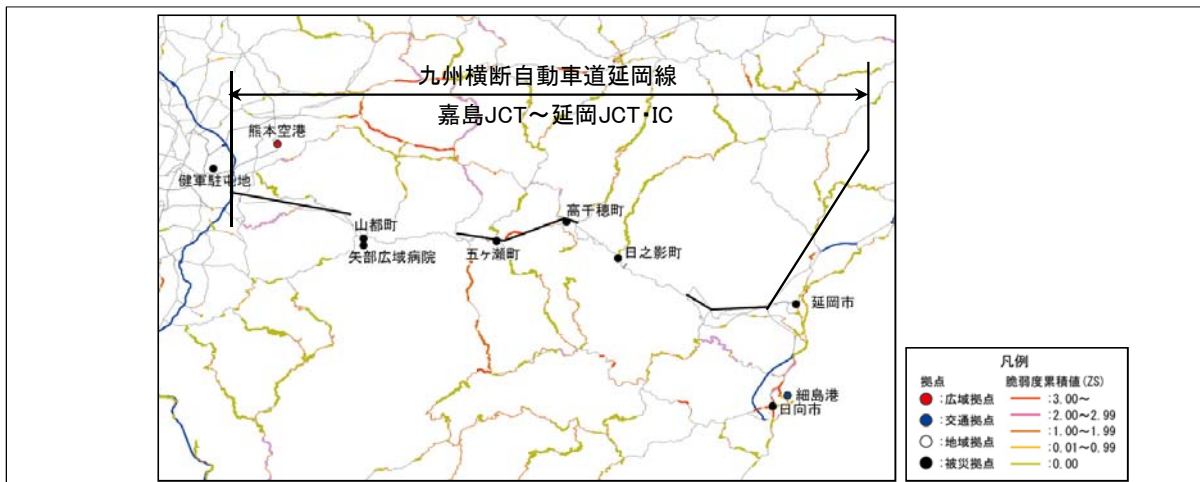 九州横断自動車道延岡線
嘉島JCT～延岡JCT・IC
熊本空港
健軍駐屯地
山都町
矢部広域病院
五ヶ瀬町
高千穂町
日之影町
延岡市
細島港
日向市
凡例
拠点
:広域拠点
:交通拠点
:地域拠点
:被災拠点
脆弱度累積値(ZS)
:3.00～
:2.00～2.99
:1.00～1.99
:0.01～0.99
:0.00